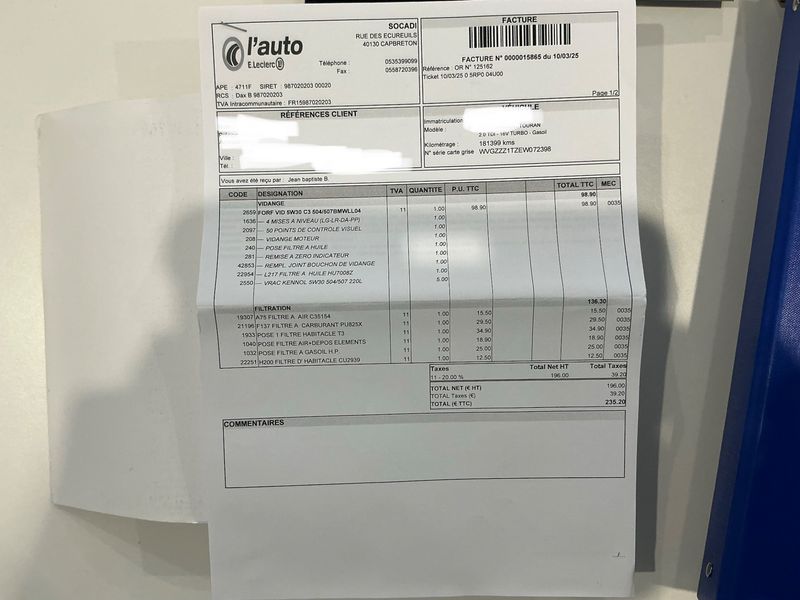 l'auto
E.Leclerc
SOCADI
RUE DES ECUREUILS
40130 CAPBRETON
Téléphone : 0535399099
Fax : 0558720396
APE : 4711F SIRET : 987020203 00020
RCS : Dax B 987020203
TVA Intracommunautaire : FR15987020203
FACTURE
FACTURE N° 0000015865 du 10/03/25
Référence : OR N° 125162
Ticket 10/03/25 0 5RP0 04U00
Page 1/2
RÉFÉRENCES CLIENT
Ville :
Tél. :
VÉHICULE
Immatriculation
Modèle : TOURAN
2.0 TDI - 16V TURBO - Gasoil
Kilométrage : 181399 kms
N° série carte grise : WVGZZZ1TZEW072398
Vous avez été reçu par : Jean baptiste B.
CODE DESIGNATION TVA QUANTITE P.U. TTC TOTAL TTC MEC
VIDANGE 98.90
2659 FORF VID 5W30 C3 504/507BMWLL04 11 1.00 98.90 98.90 0035
1636 --- 4 MISES A NIVEAU (LG-LR-DA-PP) 1.00
2097 --- 50 POINTS DE CONTROLE VISUEL 1.00
208 --- VIDANGE MOTEUR 1.00
240 --- POSE FILTRE A HUILE 1.00
281 --- REMISE A ZERO INDICATEUR 1.00
42853 --- REMPL. JOINT BOUCHON DE VIDANGE 1.00
22954 --- L217 FILTRE A HUILE HU7008Z 1.00
2550 --- VRAC KENNOL 5W30 504/507 220L 5.00
FILTRATION 136.30
19307 A75 FILTRE A AIR C35154 11 1.00 15.50 15.50 0035
21196 F137 FILTRE A CARBURANT PU825X 11 1.00 29.50 29.50 0035
1933 POSE 1 FILTRE HABITACLE T3 11 1.00 34.90 34.90 0035
1040 POSE FILTRE AIR+DEPOS ELEMENTS 11 1.00 18.90 18.90 0035
1032 POSE FILTRE A GASOIL H.P. 11 1.00 25.00 25.00 0035
22251 H200 FILTRE D' HABITACLE CU2939 11 1.00 12.50 12.50 0035
Taxes Total Net HT Total Taxes
11 - 20.00 % 196.00 39.20
TOTAL NET (€ HT) 196.00
TOTAL Taxes (€) 39.20
TOTAL (€ TTC) 235.20
COMMENTAIRES